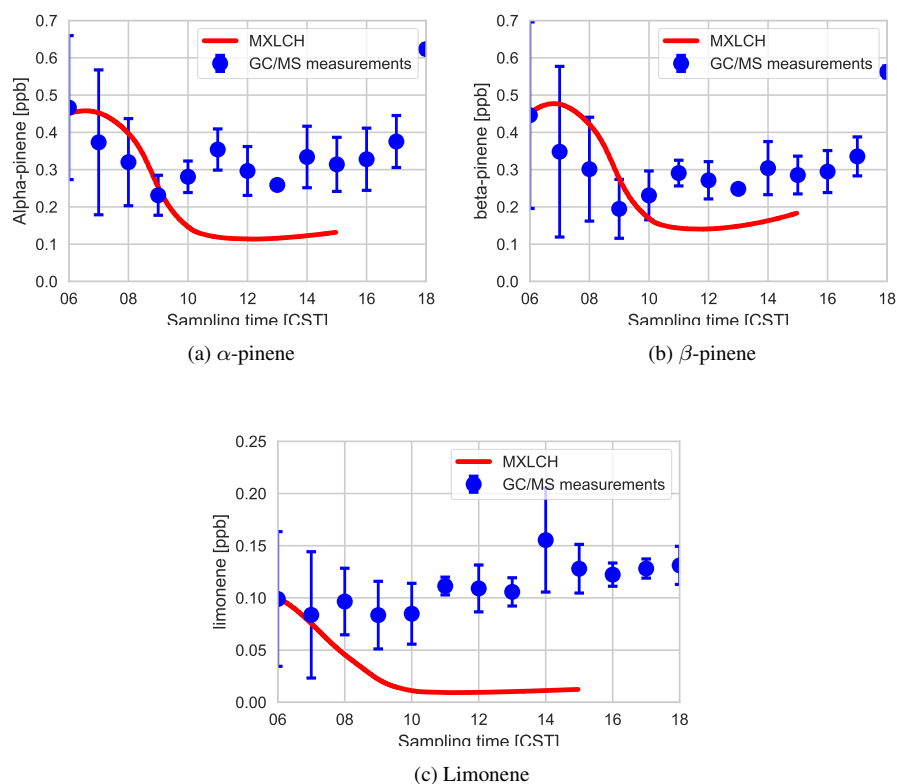 0.7
0.6
0.5
0.4
0.3
0.2
0.1
0.0
Alpha-pinene [ppb]
MXLCH
GC/MS measurements
06 08 10 12 14 16 18
Sampling time [CST]
(a) α-pinene
0.7
0.6
0.5
0.4
0.3
0.2
0.1
0.0
beta-pinene [ppb]
MXLCH
GC/MS measurements
06 08 10 12 14 16 18
Sampling time [CST]
(b) β-pinene
0.25
0.20
0.15
0.10
0.05
0.00
limonene [ppb]
MXLCH
GC/MS measurements
06 08 10 12 14 16 18
Sampling time [CST]
(c) Limonene